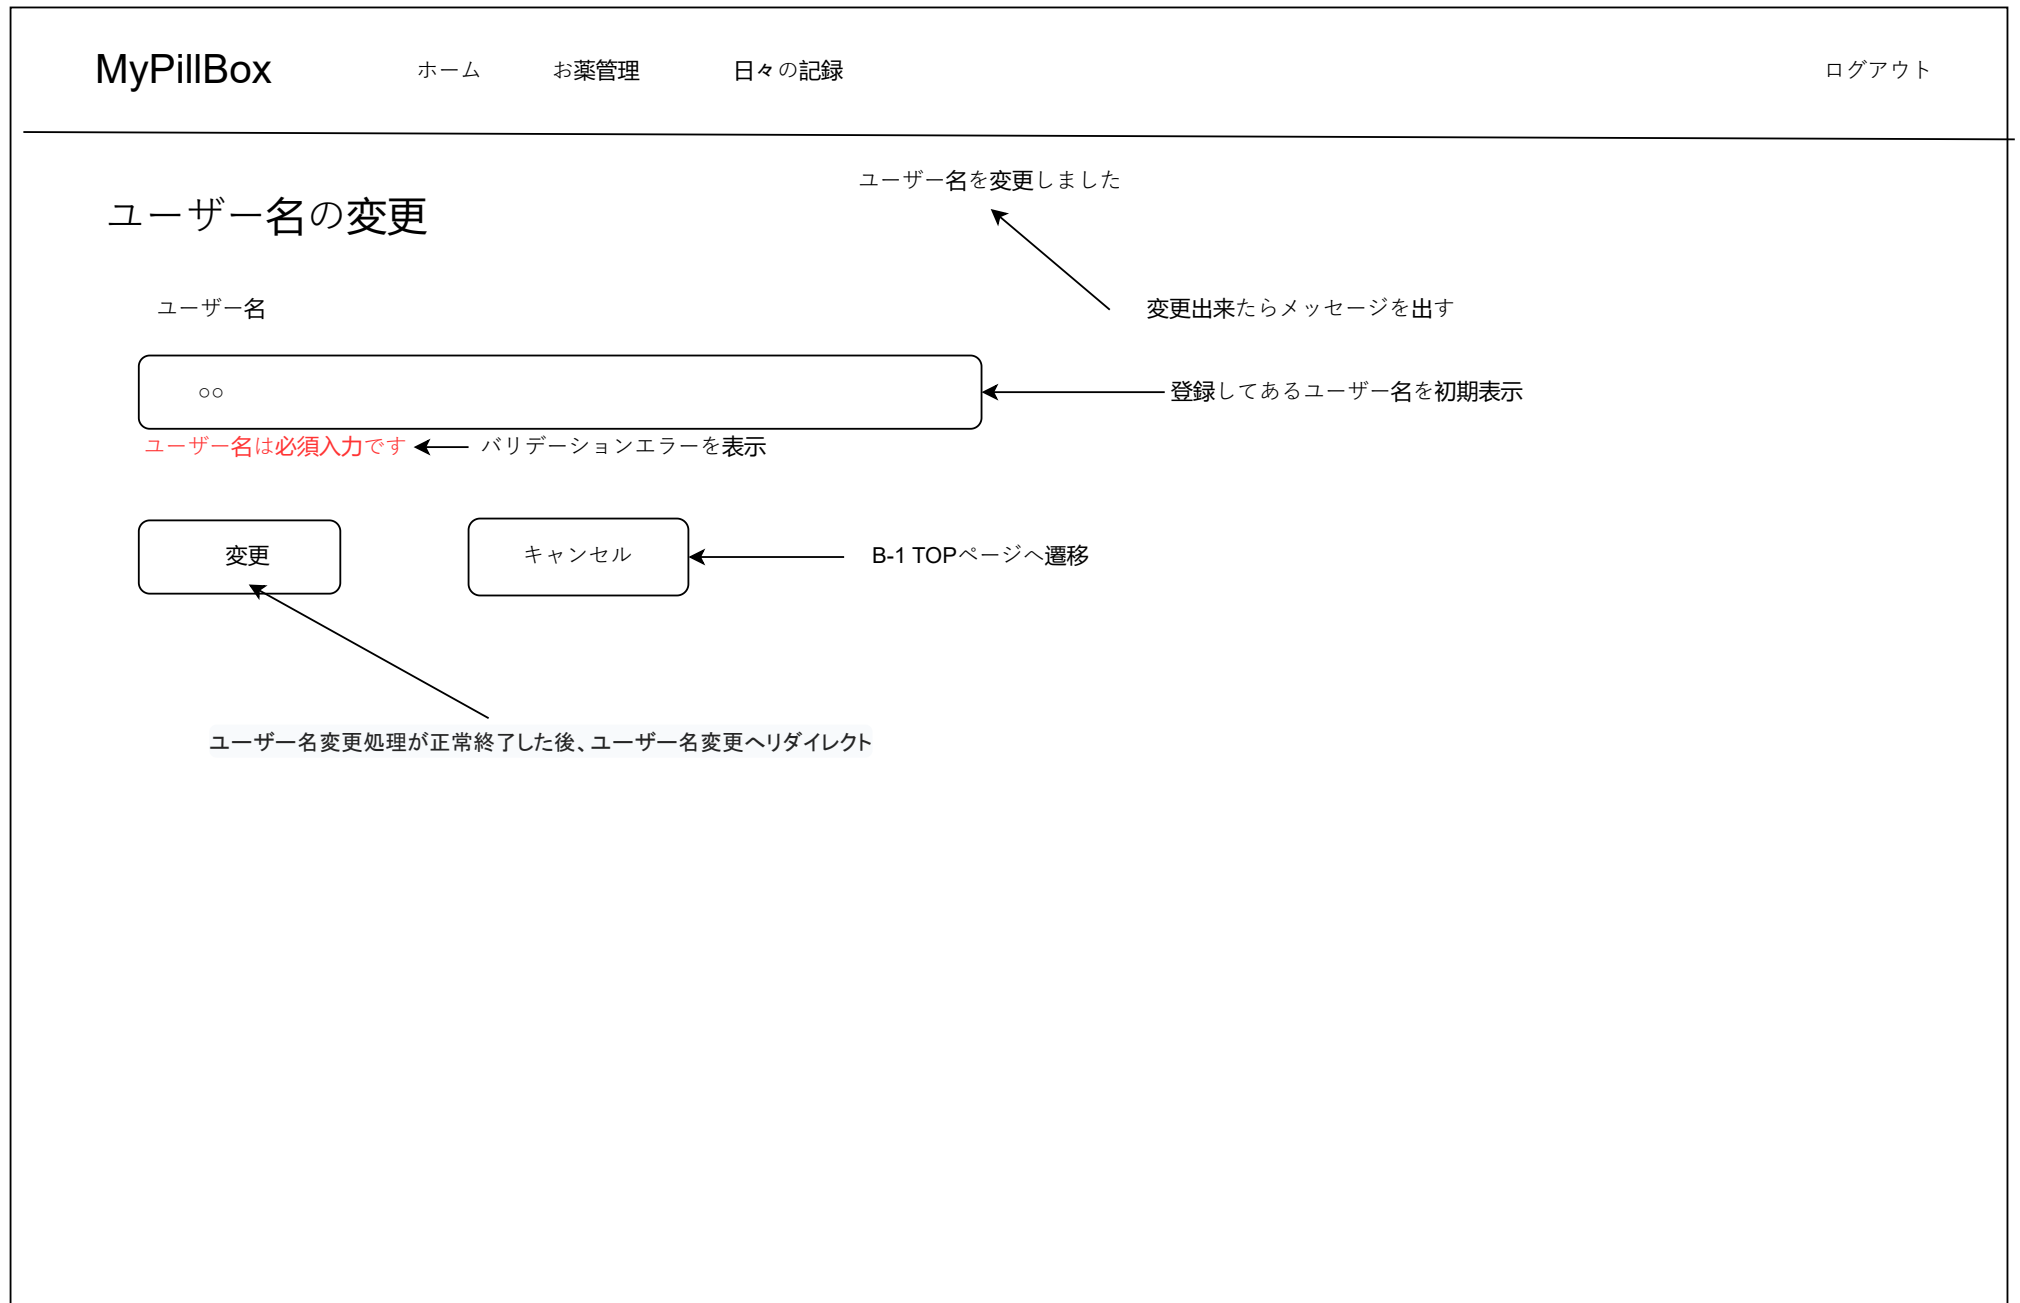 MyPillBox ホーム お薬管理 日々の記録 ログアウト
ユーザー名を変更しました
ユーザー名の変更
ユーザー名
変更出来たらメッセージを出す
○○
登録してあるユーザー名を初期表示
ユーザー名は必須入力です
バリデーションエラーを表示
変更
キャンセル
B-1 TOPページへ遷移
ユーザー名変更処理が正常終了した後、ユーザー名変更へリダイレクト